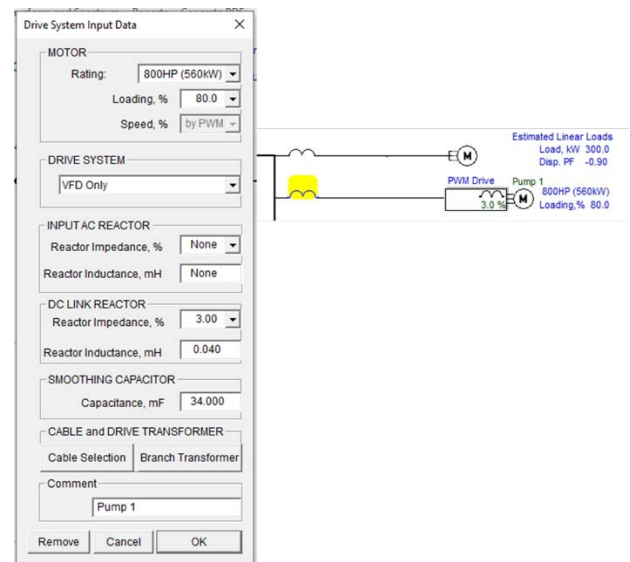 Drive System Input Data ×
MOTOR
Rating: 800HP (560kW)
Loading, % 80.0
Speed, % by PWM
DRIVE SYSTEM
VFD Only
INPUT AC REACTOR
Reactor Impedance, % None
Reactor Inductance, mH None
DC LINK REACTOR
Reactor Impedance, % 3.00
Reactor Inductance, mH 0.040
SMOOTHING CAPACITOR
Capacitance, mF 34.000
CABLE and DRIVE TRANSFORMER
Cable Selection Branch Transformer
Comment
Pump 1
Remove Cancel OK
Estimated Linear Loads
M Load, kW 300.0
Disp. PF -0.90
PWM Drive Pump 1
3.0 % M 800HP (560kW)
Loading,% 80.0